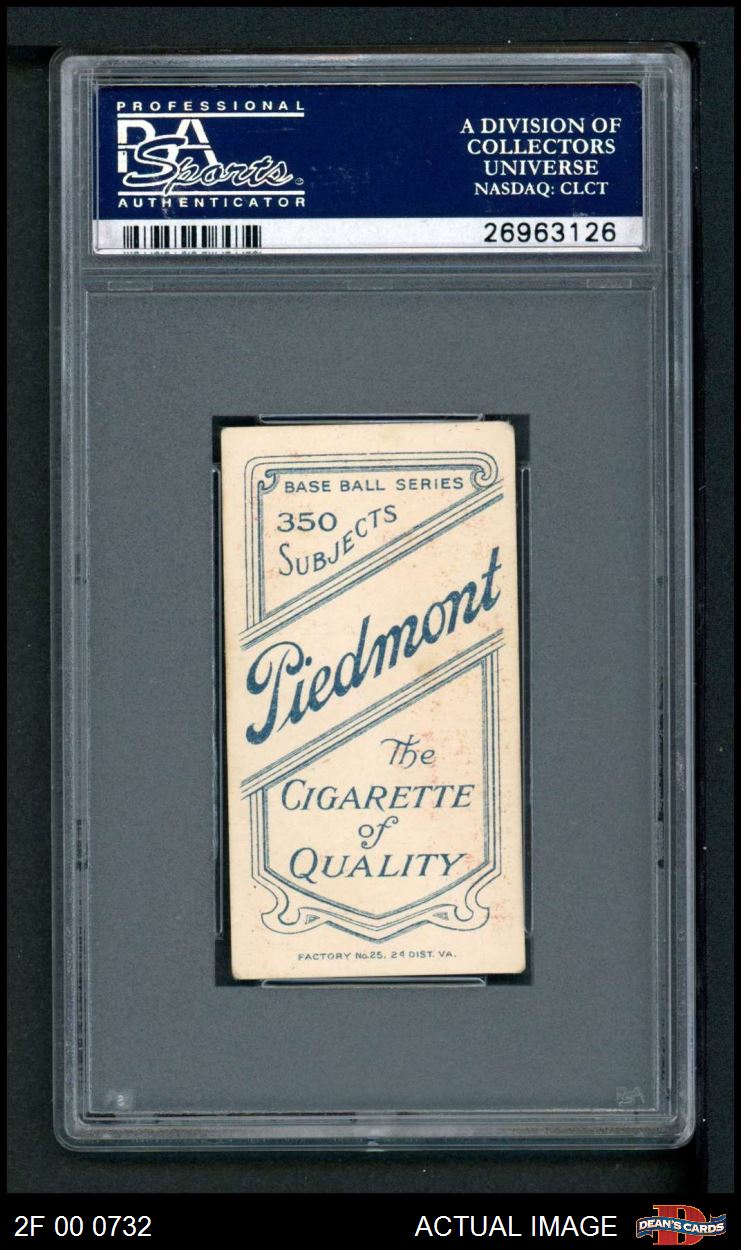 PROFESSIONAL
PSA
Sports
AUTHENTICATOR
A DIVISION OF
COLLECTORS
UNIVERSE
NASDAQ: CLCT
26963126
BASE BALL SERIES
350
SUBJECTS
Piedmont
The
CIGARETTE
of
QUALITY
FACTORY No.25. 2d DIST. VA.
PSA
2F 00 0732
ACTUAL IMAGE
DEAN'S CARDS